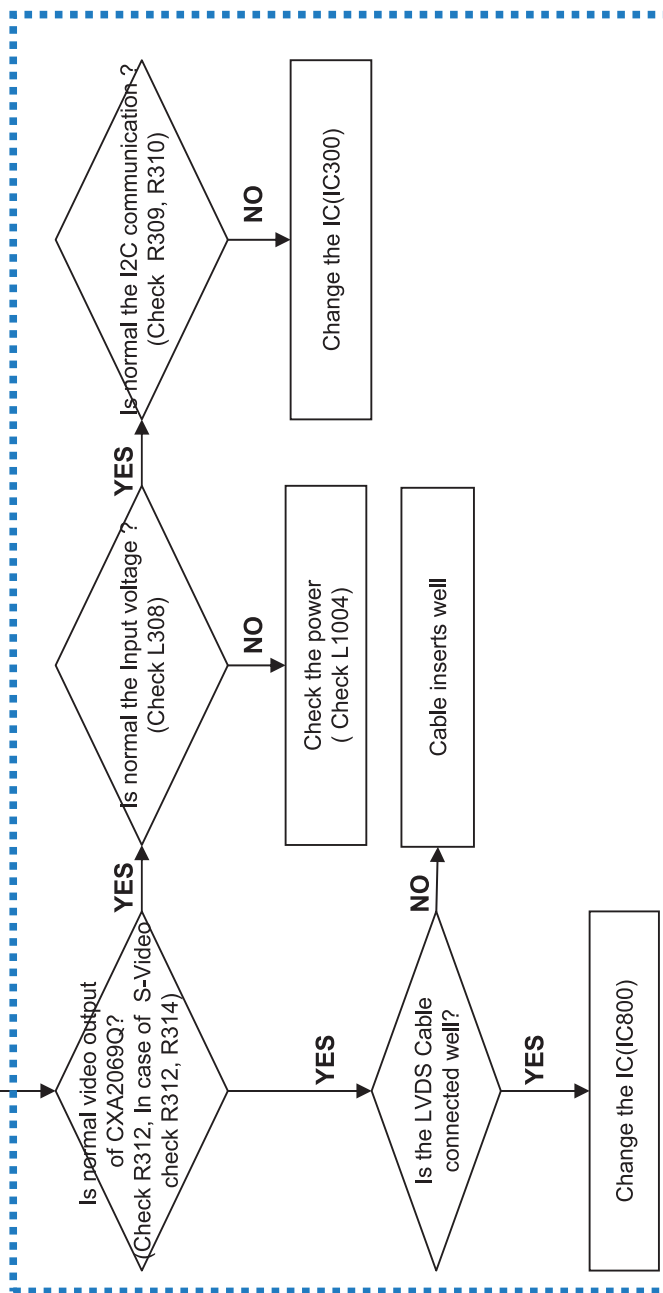 Is normal video output
of CXA2069Q?
(Check R312, In case of S-Video
check R312, R314)
YES
Is normal the Input voltage ?
(Check L308)
YES
Is normal the I2C communication ?
(Check R309, R310)
NO
Check the power
( Check L1004)
NO
Change the IC(IC300)
YES
Is the LVDS Cable
connected well?
NO
Cable inserts well
YES
Change the IC(IC800)